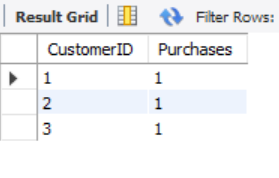 Result Grid Filter Rows:
CustomerID Purchases
1 1
2 1
3 1